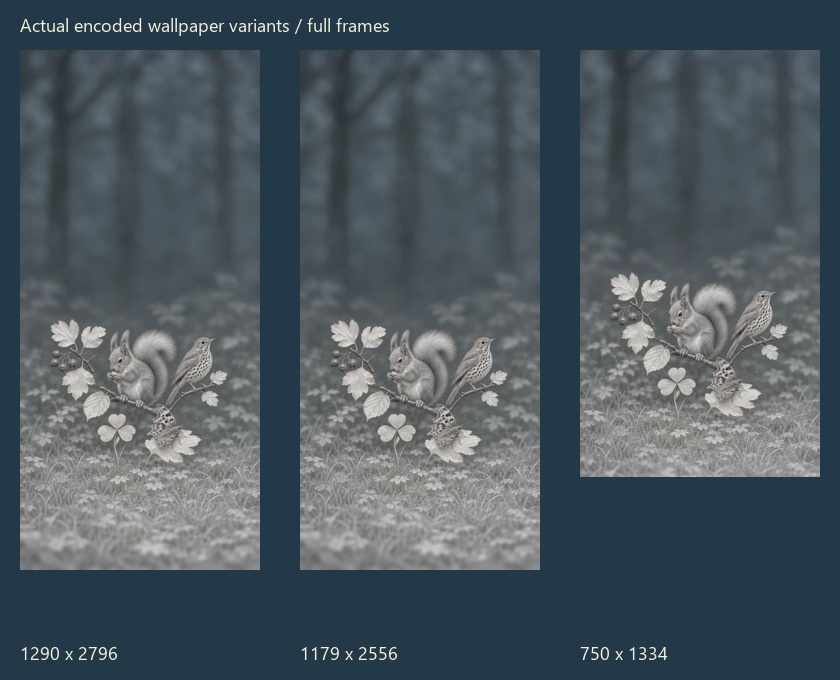 Actual encoded wallpaper variants / full frames
1290 x 2796
1179 x 2556
750 x 1334